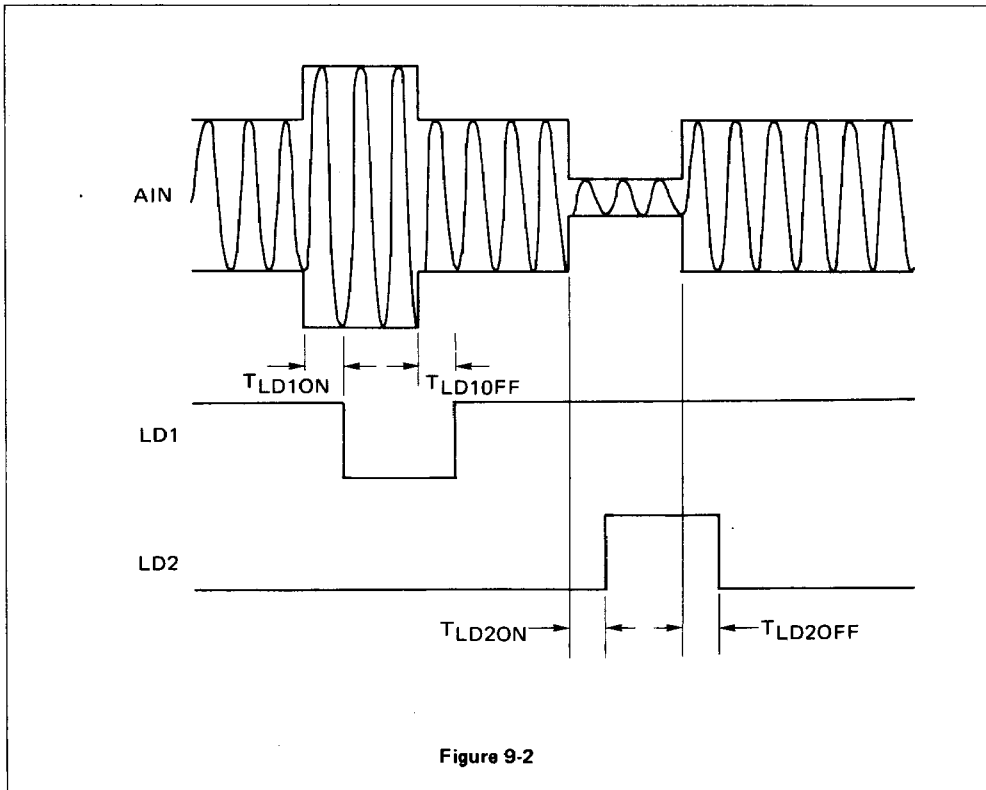 AIN
TLD1ON
TLD1OFF
LD1
LD2
TLD2ON
TLD2OFF
Figure 9-2